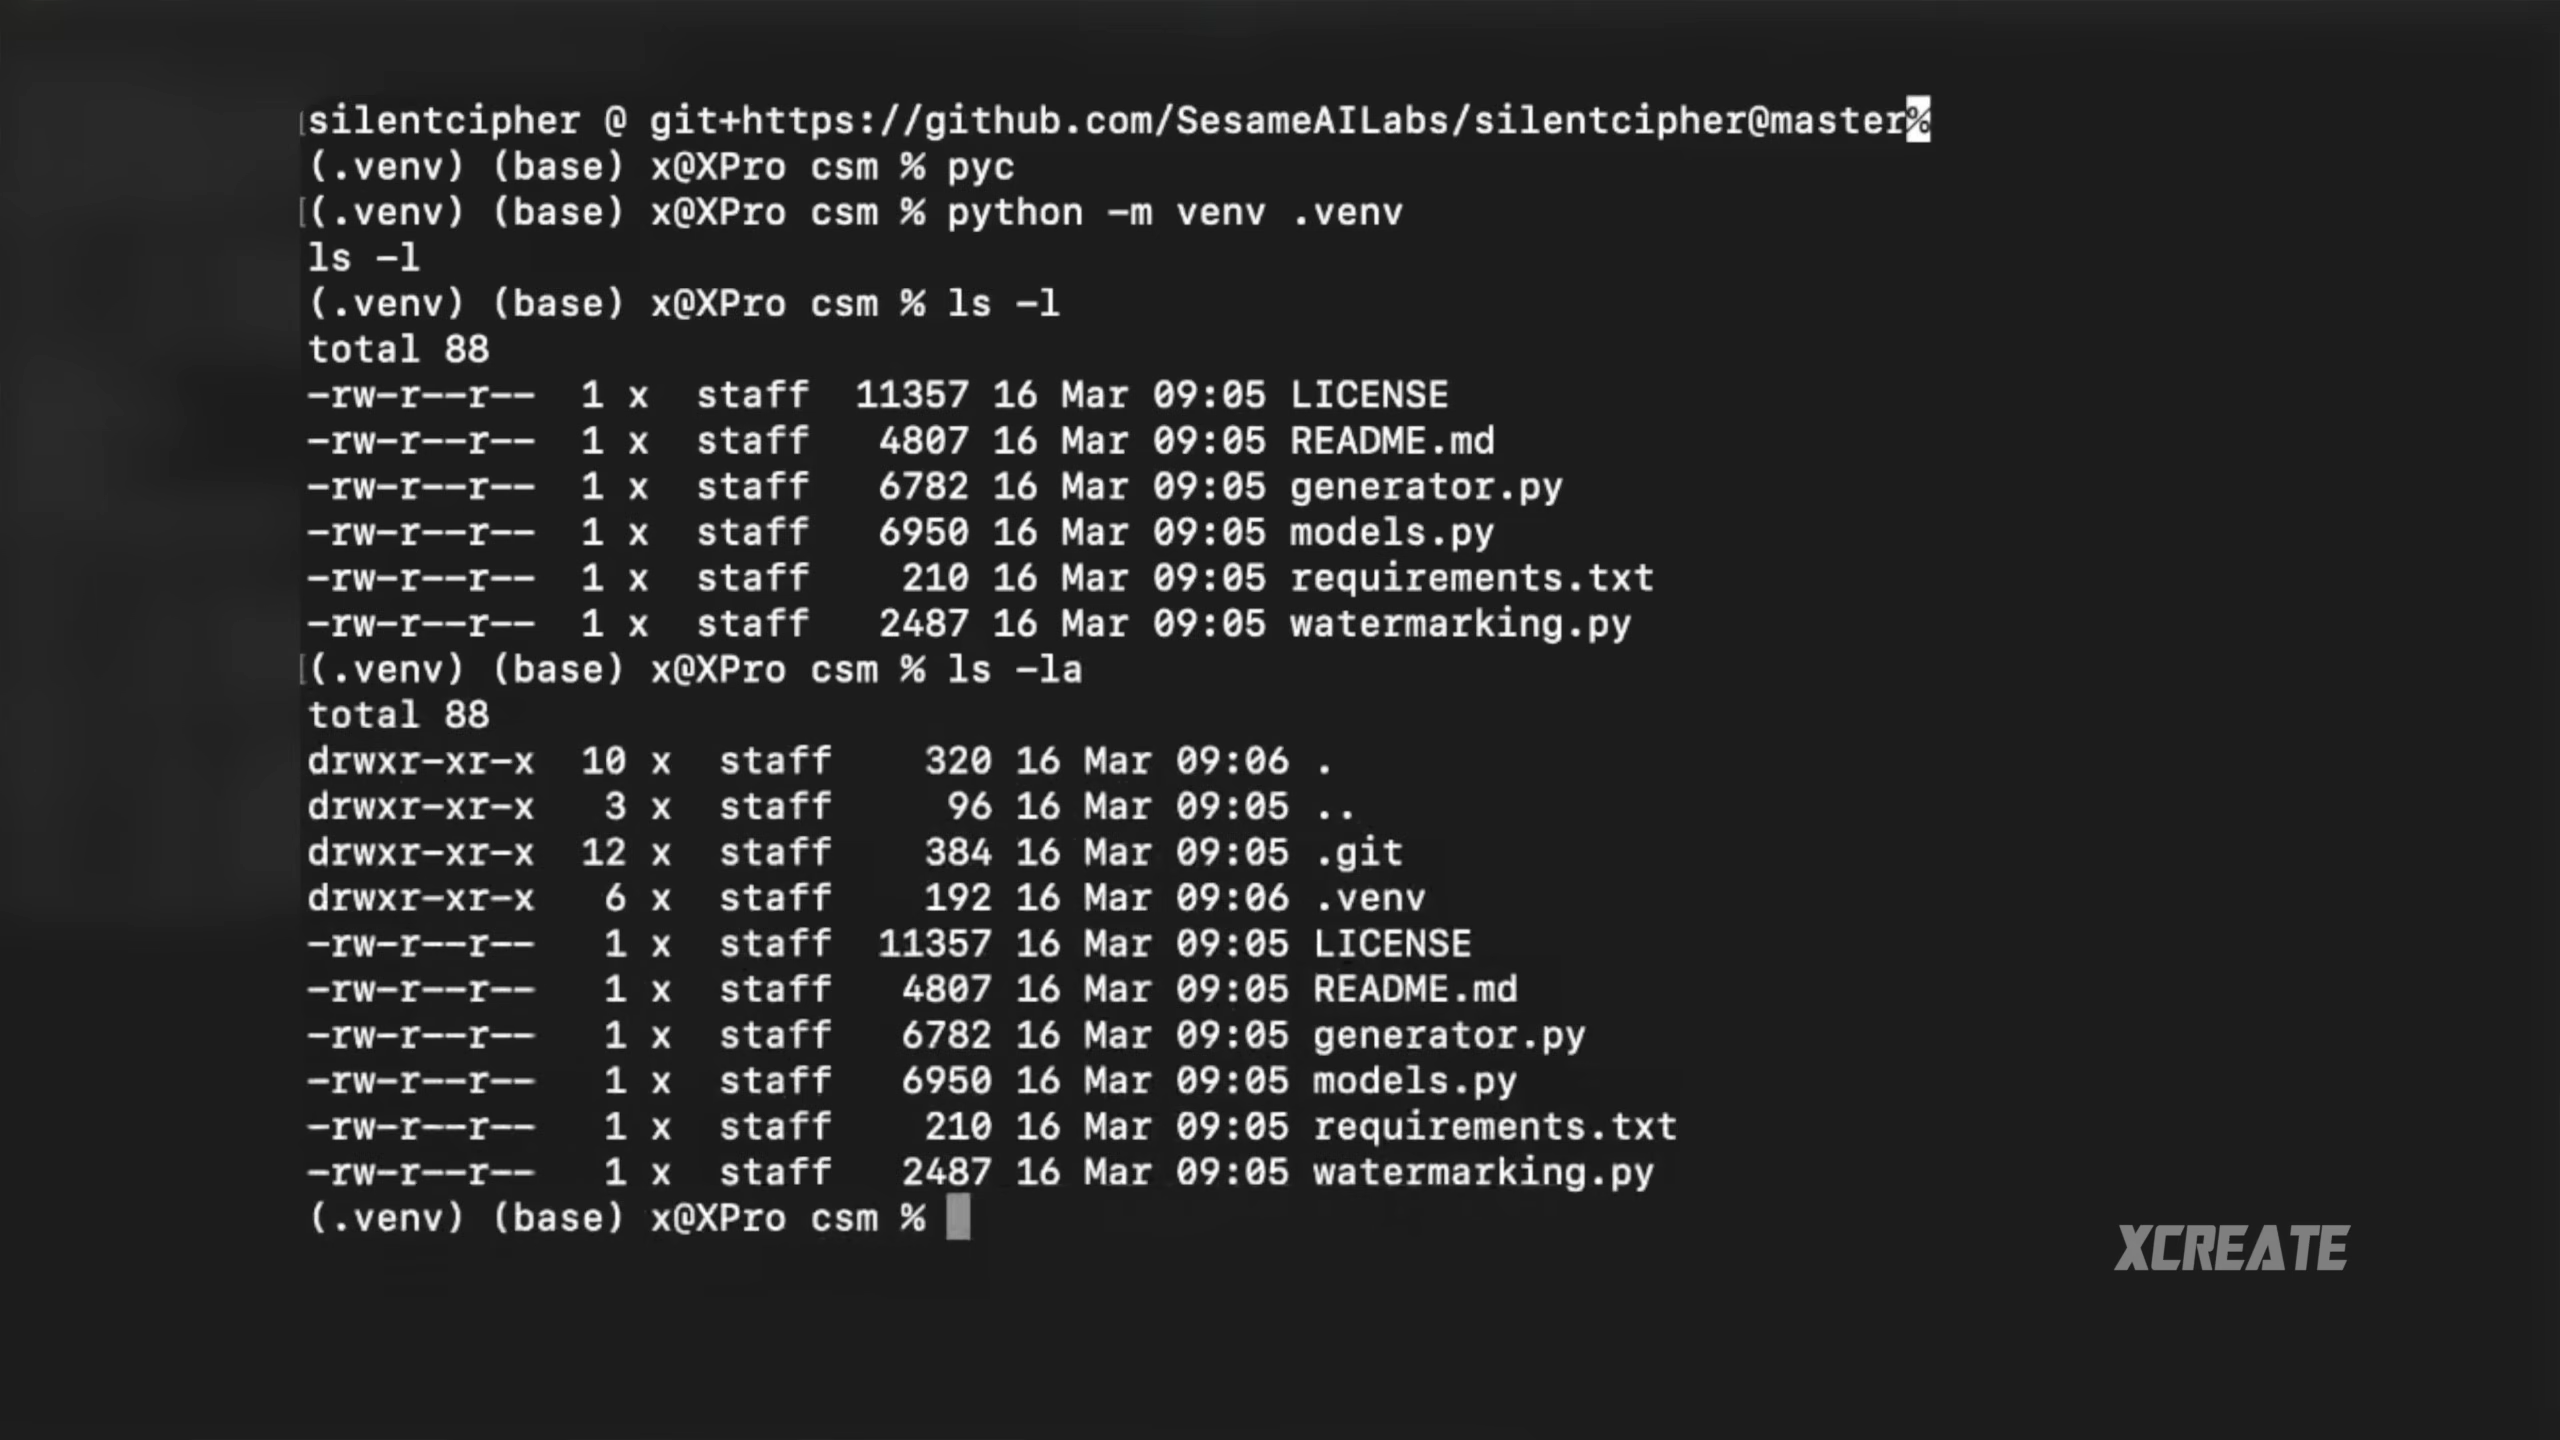 silentcipher @ git+https://github.com/SesameAILabs/silentcipher@master%
(.venv) (base) x@XPro csm % pyc
[(.venv) (base) x@XPro csm % python -m venv .venv
ls -l
(.venv) (base) x@XPro csm % ls -l
total 88
-rw-r--r--  1 x  staff  11357 16 Mar 09:05 LICENSE
-rw-r--r--  1 x  staff   4807 16 Mar 09:05 README.md
-rw-r--r--  1 x  staff   6782 16 Mar 09:05 generator.py
-rw-r--r--  1 x  staff   6950 16 Mar 09:05 models.py
-rw-r--r--  1 x  staff    210 16 Mar 09:05 requirements.txt
-rw-r--r--  1 x  staff   2487 16 Mar 09:05 watermarking.py
[(.venv) (base) x@XPro csm % ls -la
total 88
drwxr-xr-x  10 x  staff    320 16 Mar 09:06 .
drwxr-xr-x   3 x  staff     96 16 Mar 09:05 ..
drwxr-xr-x  12 x  staff    384 16 Mar 09:05 .git
drwxr-xr-x   6 x  staff    192 16 Mar 09:06 .venv
-rw-r--r--   1 x  staff  11357 16 Mar 09:05 LICENSE
-rw-r--r--   1 x  staff   4807 16 Mar 09:05 README.md
-rw-r--r--   1 x  staff   6782 16 Mar 09:05 generator.py
-rw-r--r--   1 x  staff   6950 16 Mar 09:05 models.py
-rw-r--r--   1 x  staff    210 16 Mar 09:05 requirements.txt
-rw-r--r--   1 x  staff   2487 16 Mar 09:05 watermarking.py
(.venv) (base) x@XPro csm %
XCREATE